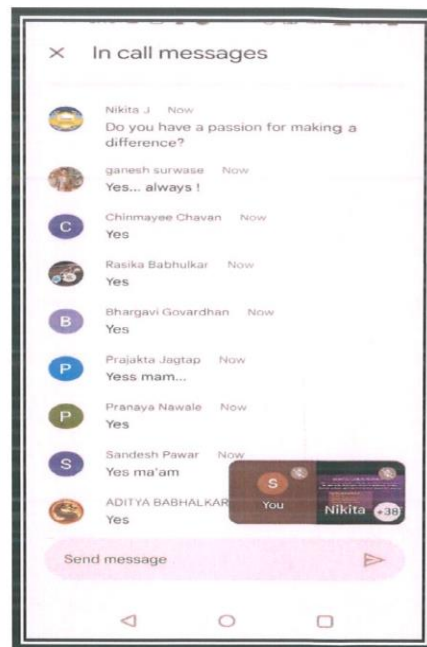 In call messages
Nikita J Now
Do you have a passion for making a
difference?
ganesh surwase Now
Yes... always !
C
Chinmayee Chavan Now
Yes
Rasika Babhulkar Now
Yes
B
Bhargavi Govardhan Now
Yes
P
Prajakta Jagtap Now
Yess mam...
P
Pranaya Nawale Now
Yes
S
Sandesh Pawar Now
Yes ma'am
ADITYA BABHALKAR
Yes
S
You
Nikita +38
Send message